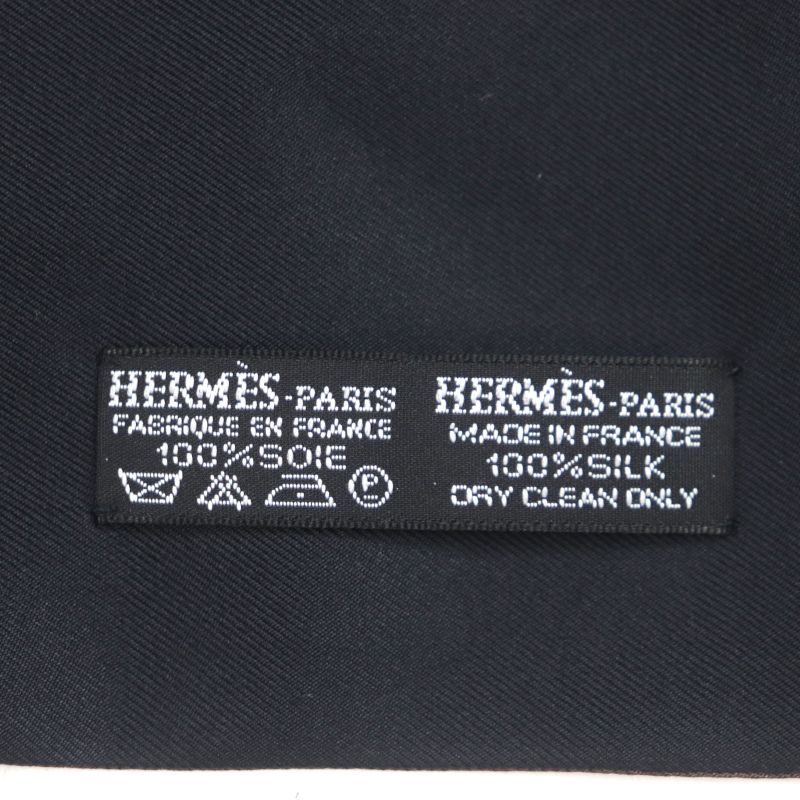 HERMÈS-PARIS
FABRIQUE EN FRANCE
100%SOIE
P
HERMÈS-PARIS
MADE IN FRANCE
100%SILK
DRY CLEAN ONLY